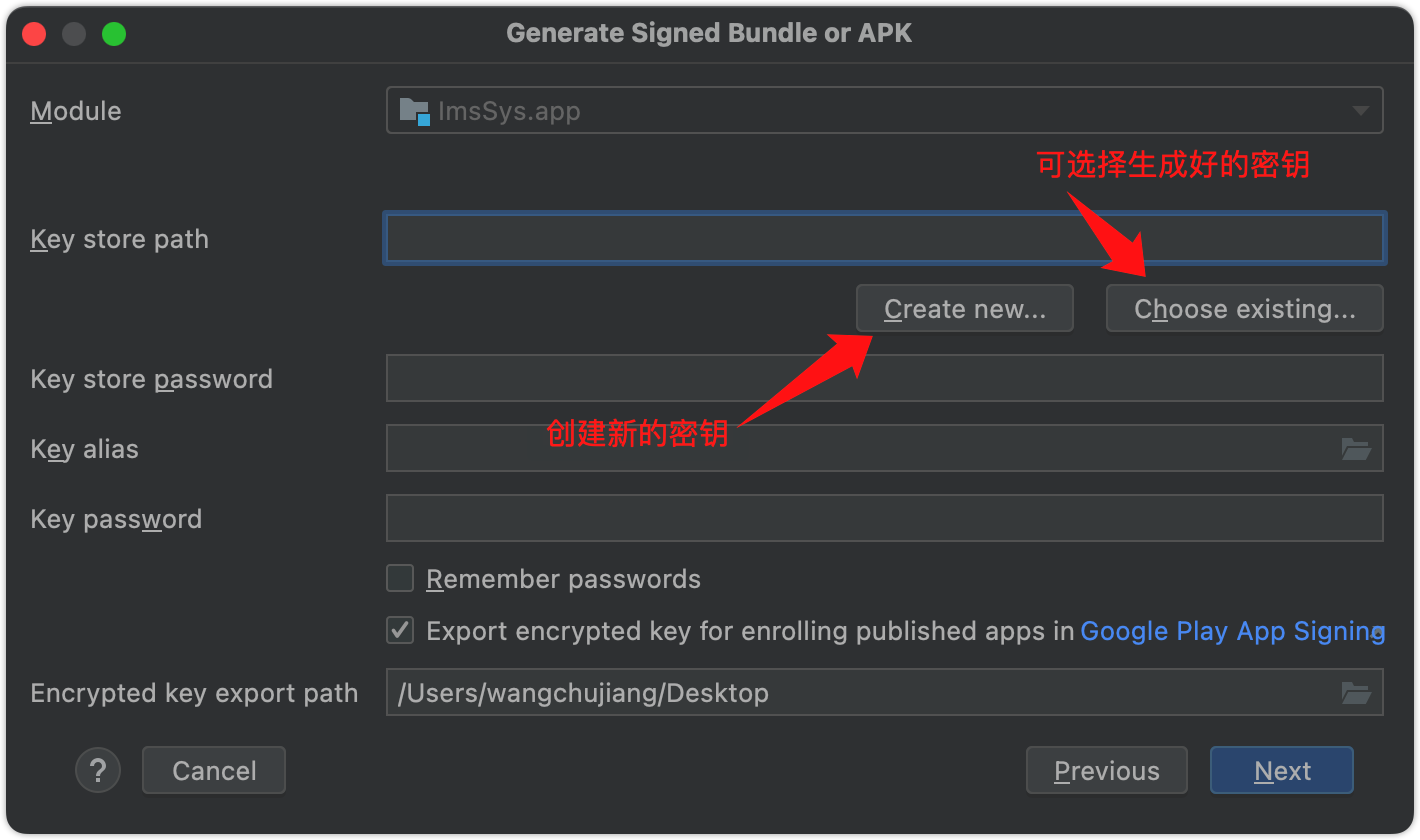 Generate Signed Bundle or APK
Module
ImsSys.app
可选择生成好的密钥
Key store path
Create new...
Choose existing...
Key store password
创建新的密钥
Key alias
Key password
Remember passwords
Export encrypted key for enrolling published apps in Google Play App Signing
Encrypted key export path
/Users/wangchujiang/Desktop
?
Cancel
Previous
Next